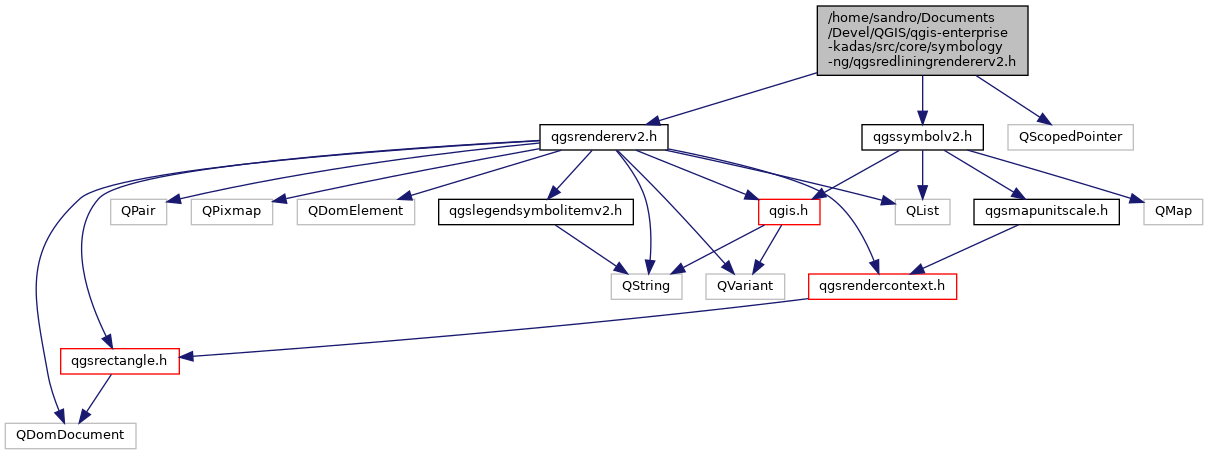 /home/sandro/Documents
/Devel/QGIS/qgis-enterprise
-kadas/src/core/symbology
-ng/qgsredliningrendererv2.h
qgsrendererv2.h
qgssymbolv2.h
QScopedPointer
QPair
QPixmap
QDomElement
qgslegendsymbolitemv2.h
qgis.h
QList
qgsmapunitscale.h
QMap
QString
QVariant
qgsrendercontext.h
qgsrectangle.h
QDomDocument